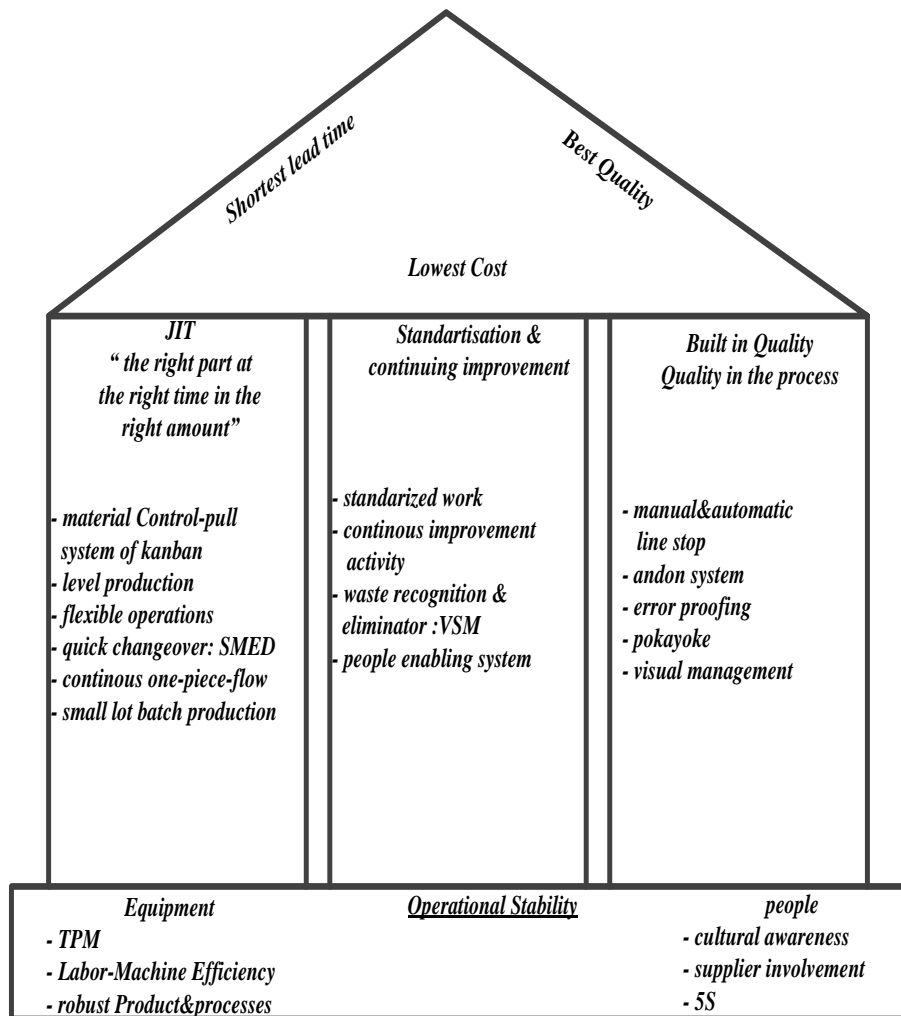 Shortest lead time
Best Quality
Lowest Cost
JIT
“ the right part at
the right time in the
right amount”
- material Control-pull
system of kanban
- level production
- flexible operations
- quick changeover: SMED
- continous one-piece-flow
- small lot batch production
Standartisation &
continuing improvement
- standarized work
- continous improvement
activity
- waste recognition &
eliminator :VSM
- people enabling system
Built in Quality
Quality in the process
- manual&automatic
line stop
- andon system
- error proofing
- pokayoke
- visual management
Equipment
- TPM
- Labor-Machine Efficiency
- robust Product&processes
Operational Stability
people
- cultural awareness
- supplier involvement
- 5S